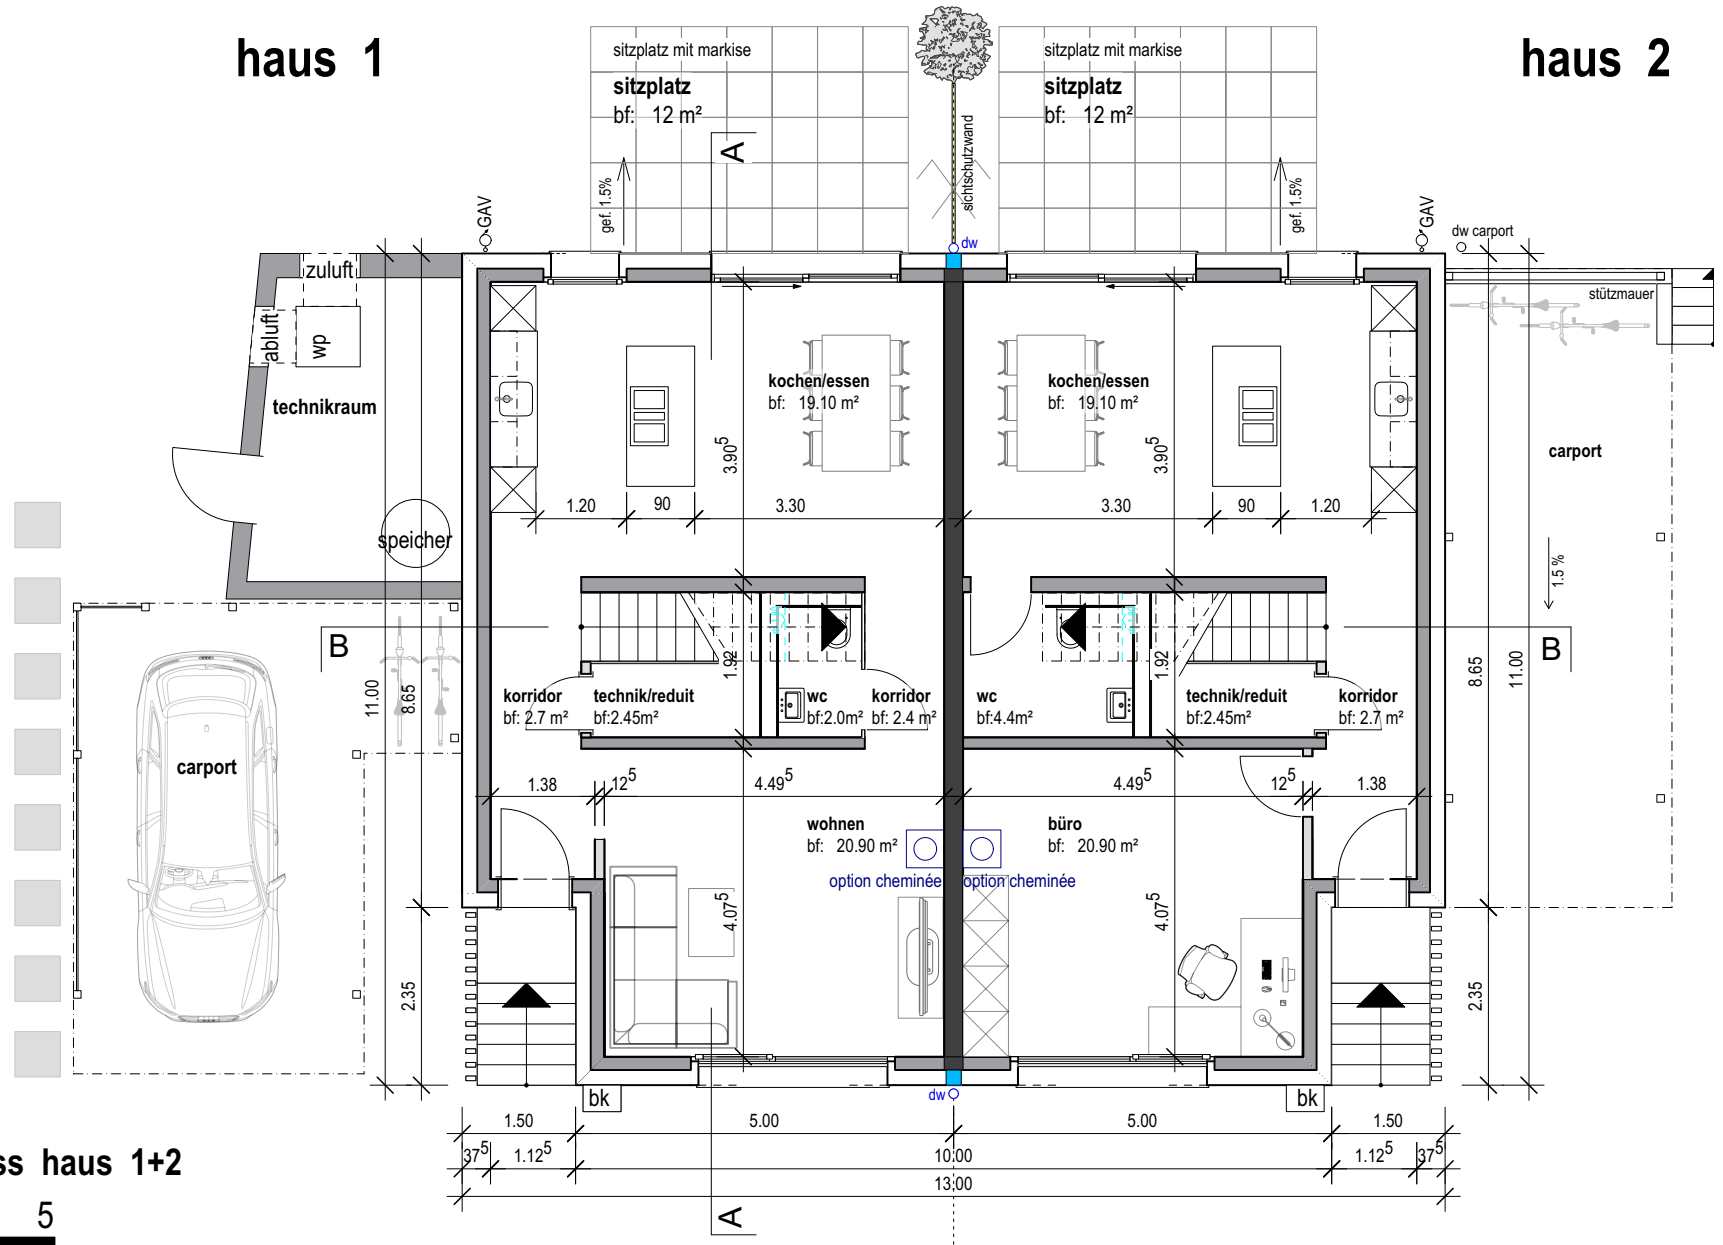 haus 1
haus 2
sitzplatz mit markise
sitzplatz
bf: 12 m²
sitzplatz mit markise
sitzplatz
bf: 12 m²
A
sichtschutzwand
gef. 1.5%
gef. 1.5%
GAV
GAV
dw
dw carport
zuluft
abluft
wp
technikraum
speicher
stützmauer
carport
1.5 %
kochen/essen
bf: 19.10 m²
kochen/essen
bf: 19.10 m²
3.90⁵
3.90⁵
1.20
90
3.30
3.30
90
1.20
B
B
1.92
1.92
11.00
8.65
8.65
11.00
korridor
bf: 2.7 m²
technik/reduit
bf:2.45m²
wc
bf:2.0m²
korridor
bf: 2.4 m²
wc
bf:4.4m²
technik/reduit
bf:2.45m²
korridor
bf: 2.7 m²
carport
1.38
12⁵
4.49⁵
4.49⁵
12⁵
1.38
wohnen
bf: 20.90 m²
büro
bf: 20.90 m²
option cheminée
option cheminée
4.07⁵
4.07⁵
2.35
2.35
bk
dw
bk
1.50
5.00
5.00
1.50
37⁵
1.12⁵
10.00
1.12⁵
37⁵
13.00
A
ss haus 1+2
5